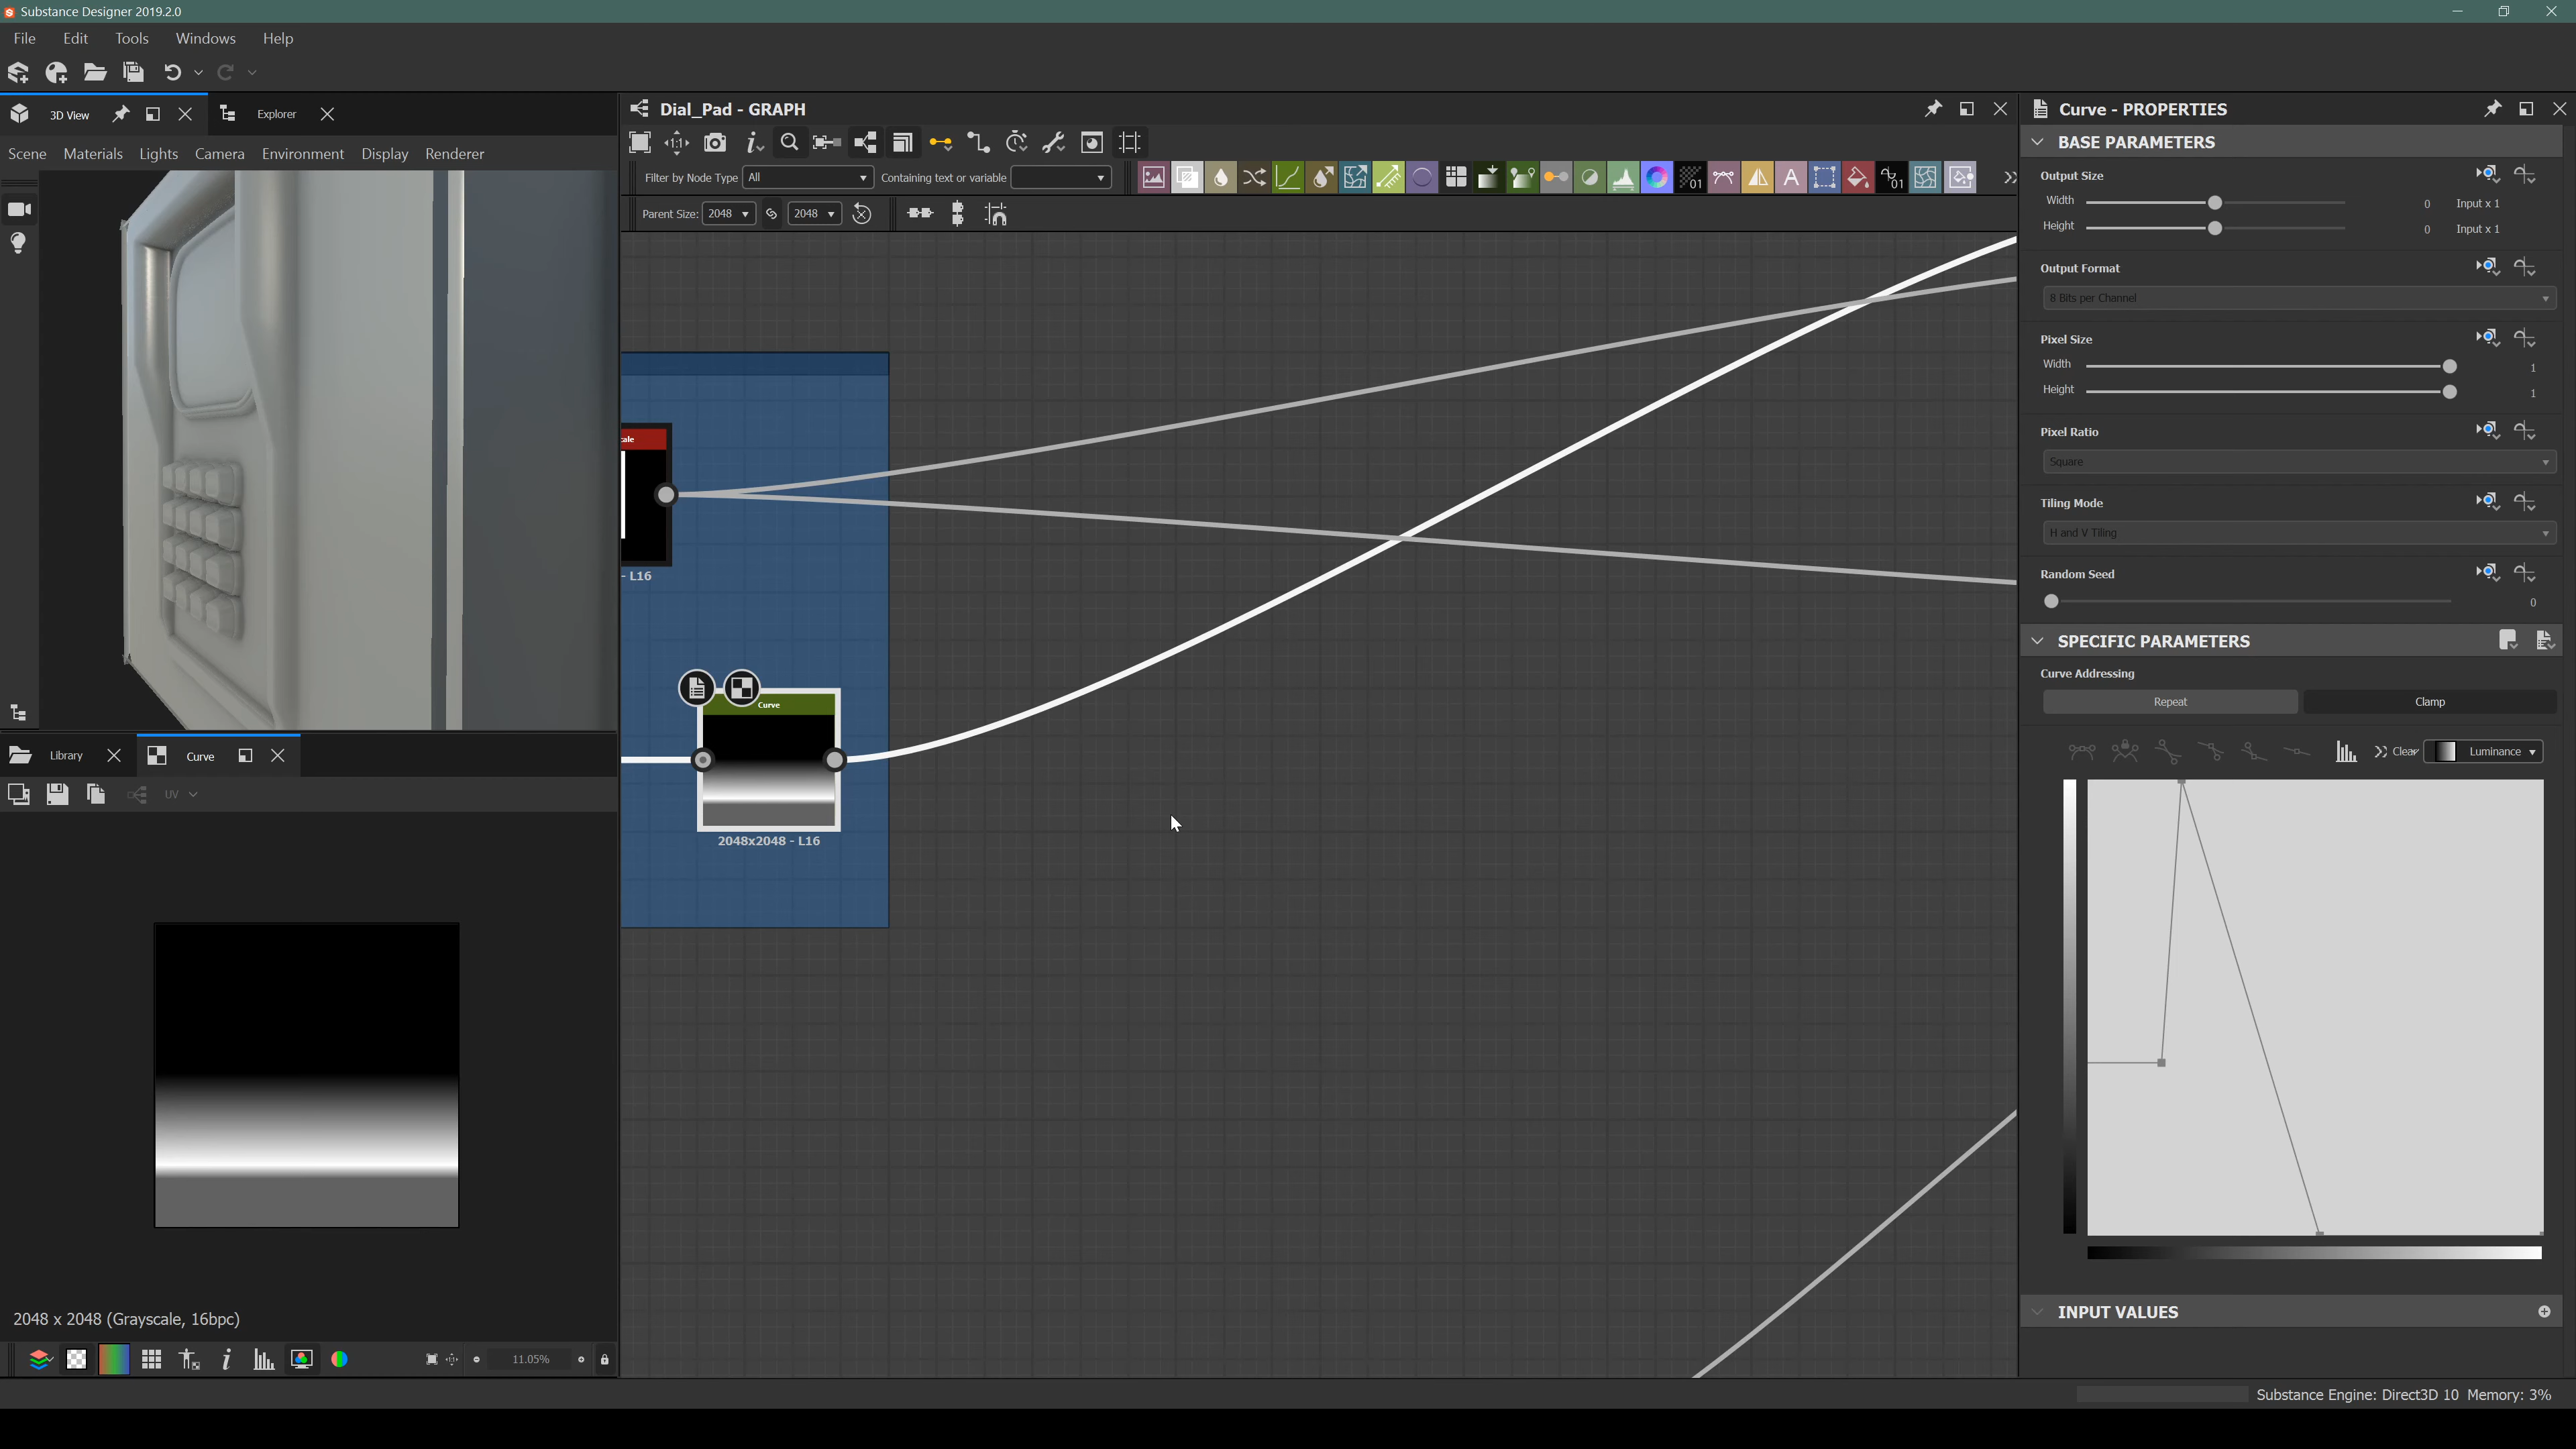 Substance Designer 2019.2.0
File Edit Tools Windows Help
3D View Explorer
Scene Materials Lights Camera Environment Display Renderer
Library Curve
UV
2048 x 2048 (Grayscale, 16bpc)
11.05%
Dial_Pad - GRAPH
1:1
Filter by Node Type All Containing text or variable
01 A 01
Parent Size: 2048 2048
cale
- L16
Curve
2048x2048 - L16
Curve - PROPERTIES
BASE PARAMETERS
Output Size
Width 0 Input x 1
Height 0 Input x 1
Output Format
8 Bits per Channel
Pixel Size
Width 1
Height 1
Pixel Ratio
Square
Tiling Mode
H and V Tiling
Random Seed
0
SPECIFIC PARAMETERS
Curve Addressing
Repeat Clamp
Clear Luminance
INPUT VALUES
Substance Engine: Direct3D 10 Memory: 3%